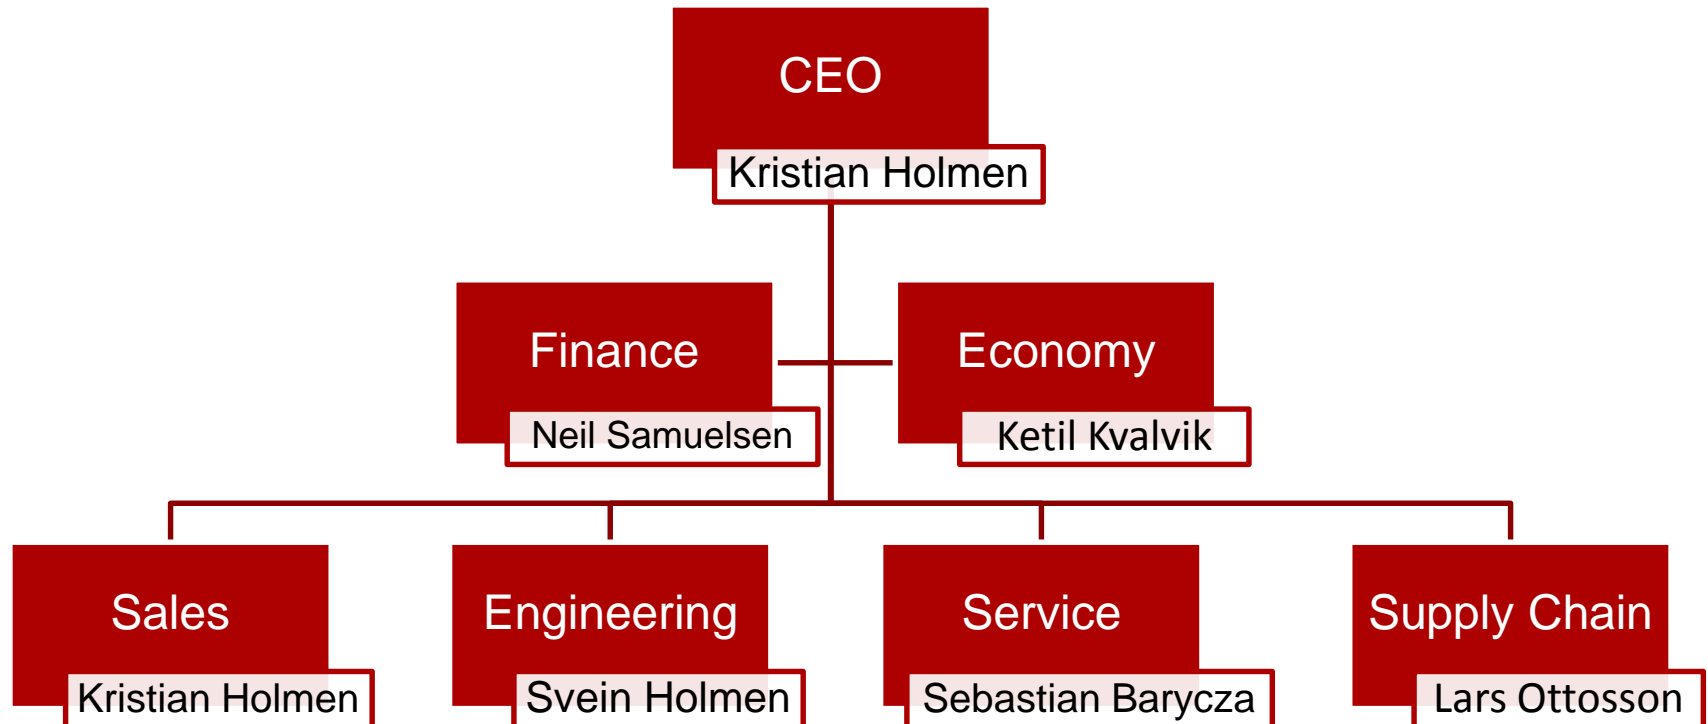 CEO
Kristian Holmen
Finance
Neil Samuelsen
Economy
Ketil Kvalvik
Sales
Kristian Holmen
Engineering
Svein Holmen
Service
Sebastian Barycza
Supply Chain
Lars Ottosson